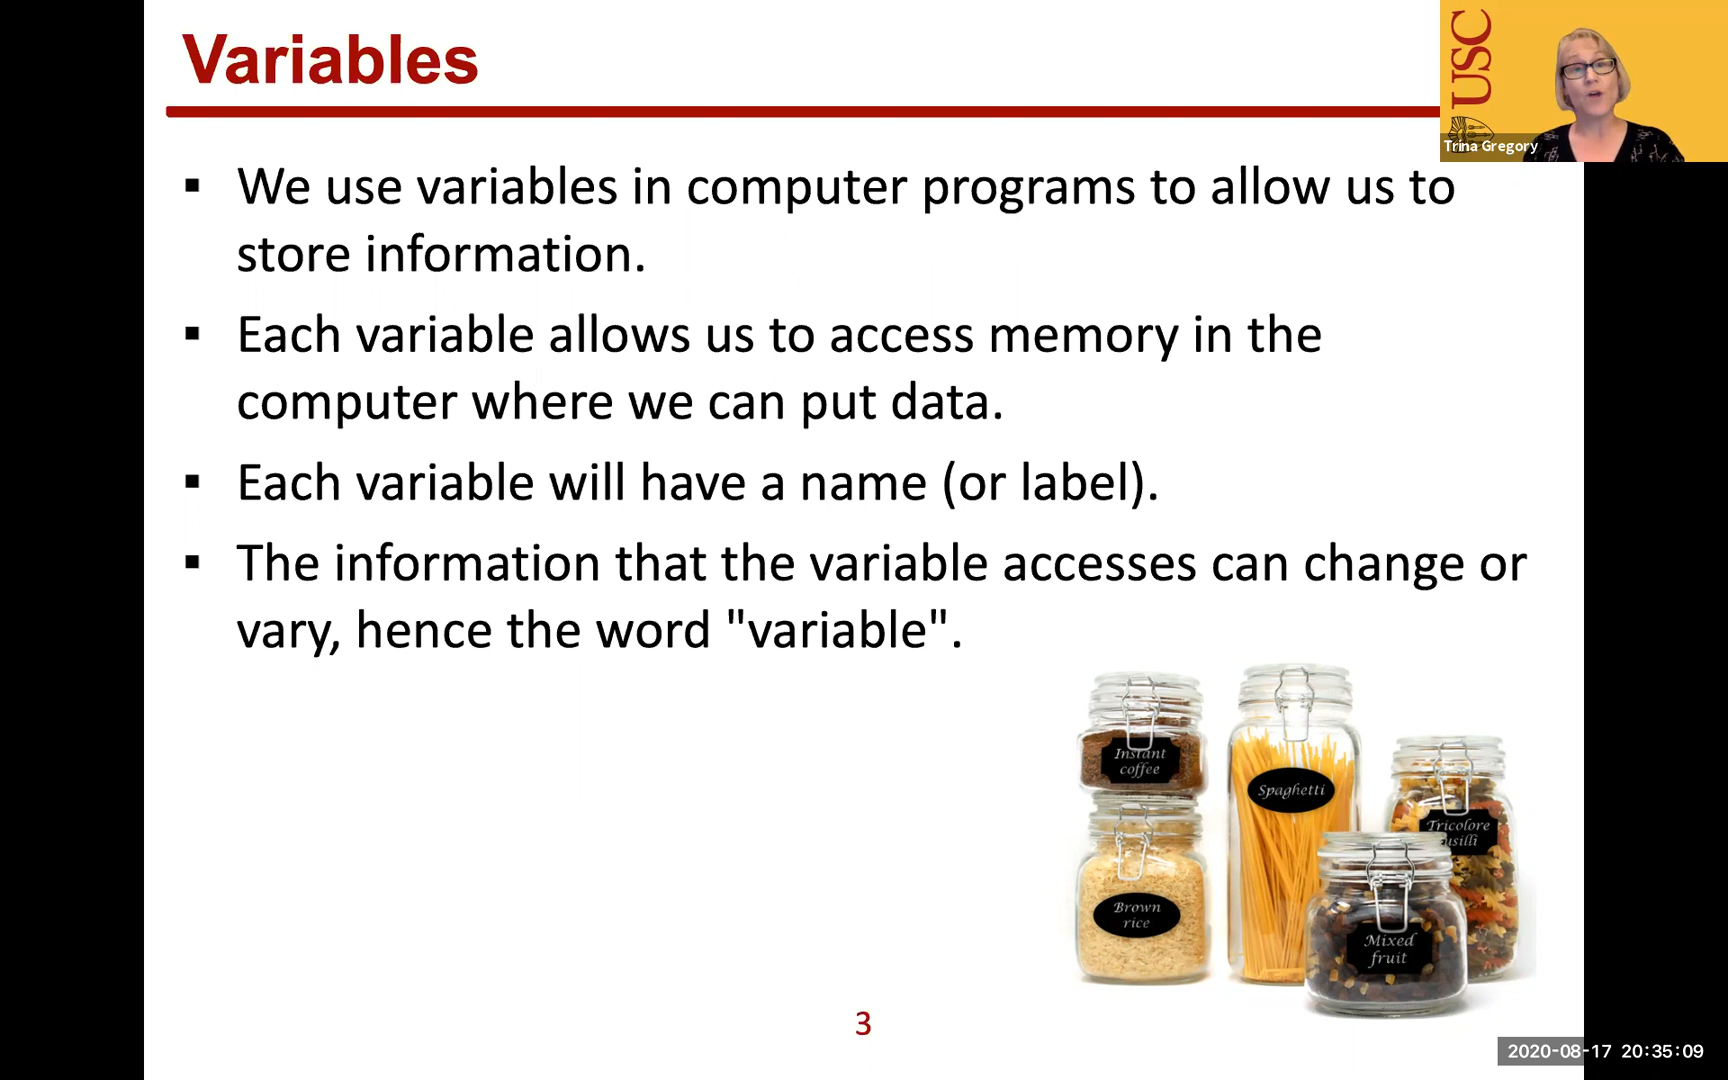 Variables
USC
Trina Gregory
▪ We use variables in computer programs to allow us to
store information.
▪ Each variable allows us to access memory in the
computer where we can put data.
▪ Each variable will have a name (or label).
▪ The information that the variable accesses can change or
vary, hence the word "variable".
Instant
coffee
Spaghetti
Tricolore
Brown
rice
Mixed
fruit
3
2020-08-17 20:35:09